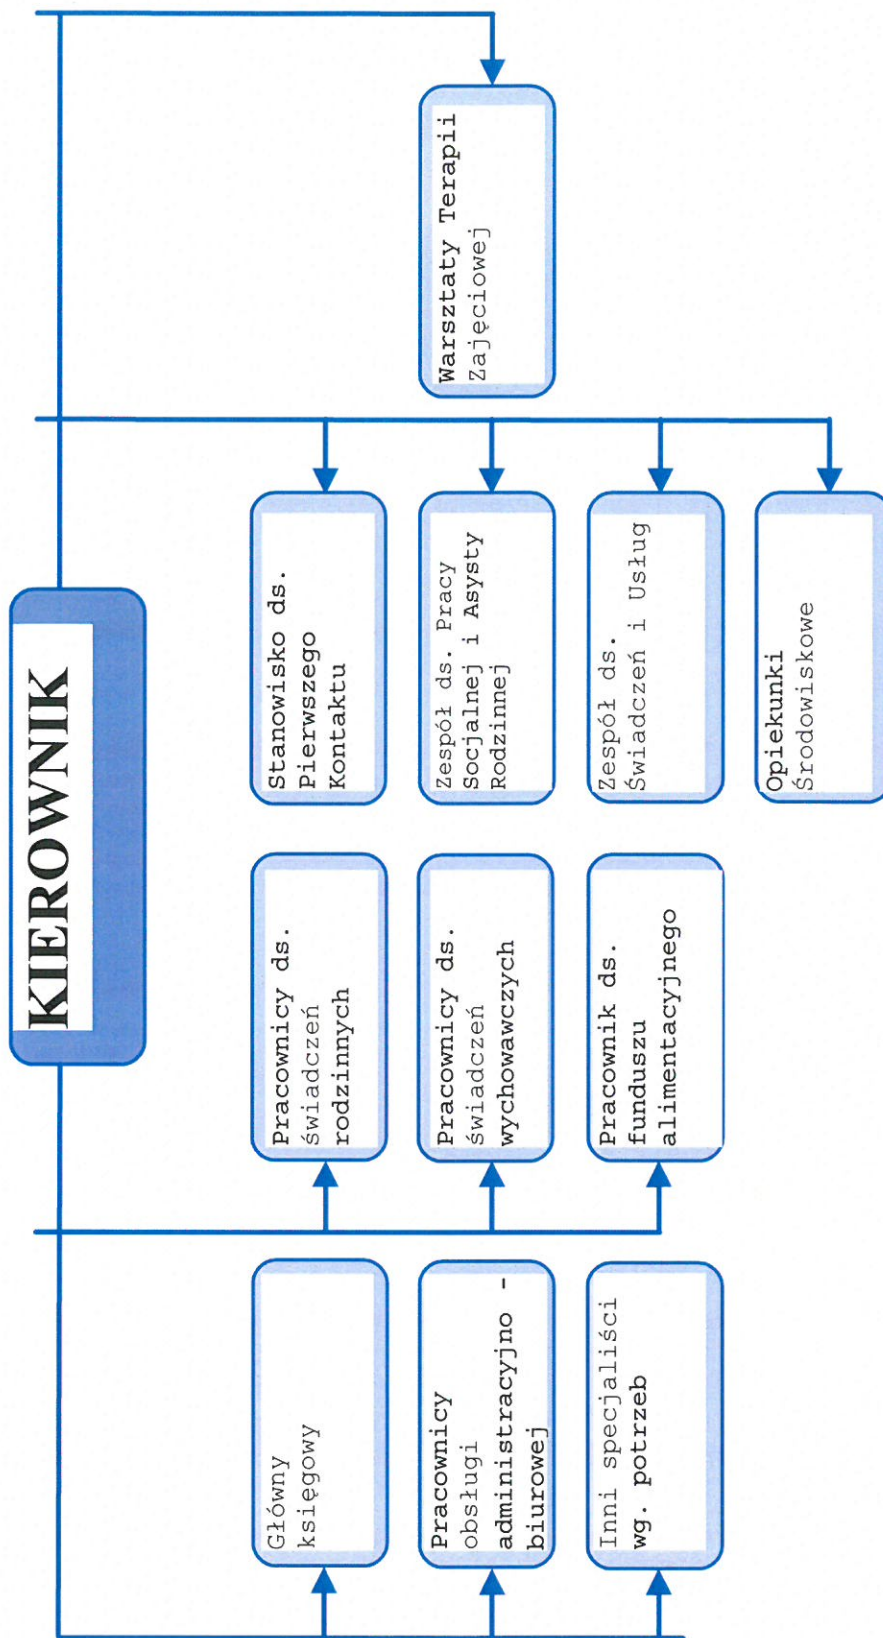 KIEROWNIK
Główny
księgowy
Pracownicy
obsługi
administracyjno -
biurowej
Inni specjaliści
wg. potrzeb
Pracownicy ds.
świadczeń
rodzinnych
Pracownicy ds.
świadczeń
wychowawczych
Pracownik ds.
funduszu
alimentacyjnego
Stanowisko ds.
Pierwszego
Kontaktu
Zespół ds. Pracy
Socjalnej i Asysty
Rodzinnej
Zespół ds.
Świadczeń i Usług
Opiekunki
Środowiskowe
Warsztaty Terapii
Zajęciowej